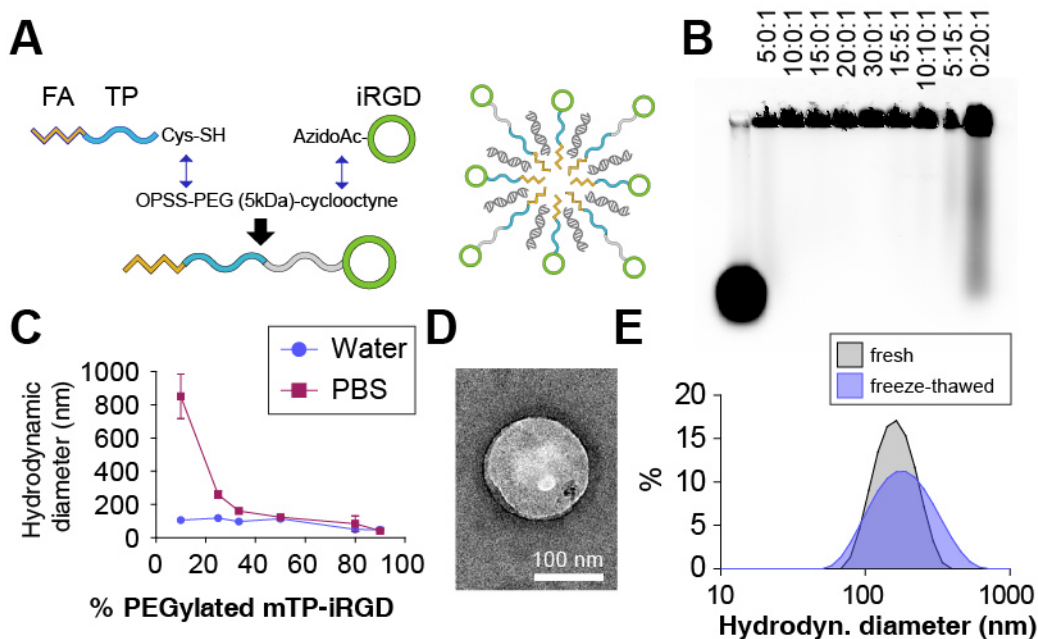 A
FA TP iRGD
Cys-SH AzidoAc-
OPSS-PEG (5kDa)-cyclooctyne
B
5:0:1
10:0:1
15:0:1
20:0:1
30:0:1
15:5:1
10:10:1
5:15:1
0:20:1
C
Water
PBS
Hydrodynamic
diameter (nm)
1000
800
600
400
200
0
0 20 40 60 80 100
% PEGylated mTP-iRGD
D
100 nm
E
fresh
freeze-thawed
%
20
15
10
5
0
10 100 1000
Hydrodyn. diameter (nm)